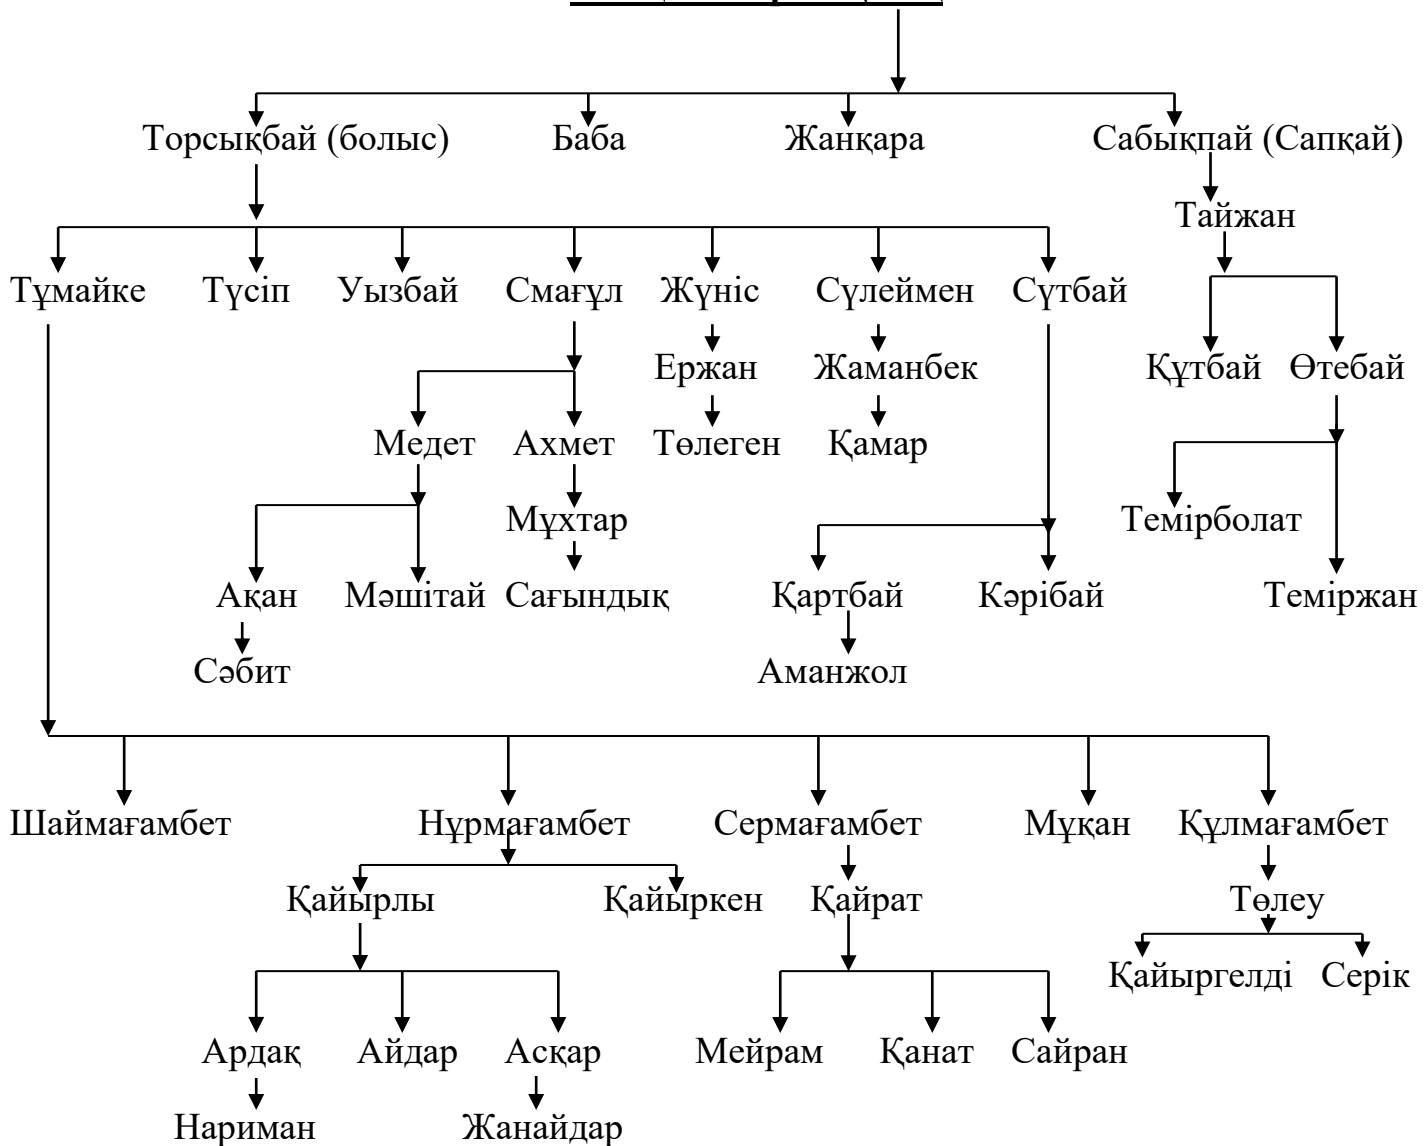 Торсықбай (болыс) Баба Жанқара Сабықпай (Сапқай)
Тайжан
Тұмайке Түсіп Уызбай Смағұл Жүніс Сүлеймен Сүтбай
Ержан Жаманбек Құтбай Өтебай
Медет Ахмет Төлеген Қамар
Мұхтар Темірболат
Ақан Мәшітай Сағындық Қартбай Кәрібай Теміржан
Сәбит Аманжол
Шаймағамбет Нұрмағамбет Сермағамбет Мұқан Құлмағамбет
Қайырлы Қайыркен Қайрат Төлеу
Қайыргелді Серік
Ардақ Айдар Асқар Мейрам Қанат Сайран
Нариман Жанайдар